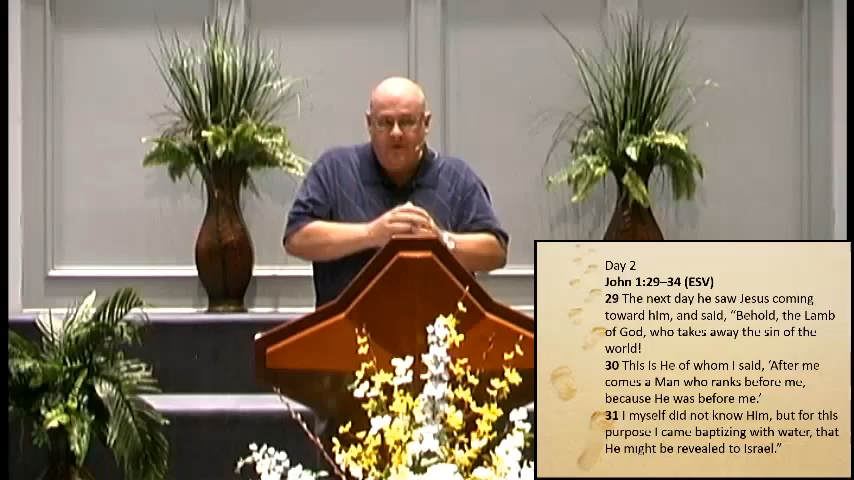 Day 2
John 1:29–34 (ESV)
29 The next day he saw Jesus coming
toward him, and said, “Behold, the Lamb
of God, who takes away the sin of the
world!
30 This is He of whom I said, ‘After me
comes a Man who ranks before me,
because He was before me.’
31 I myself did not know Him, but for this
purpose I came baptizing with water, that
He might be revealed to Israel.”